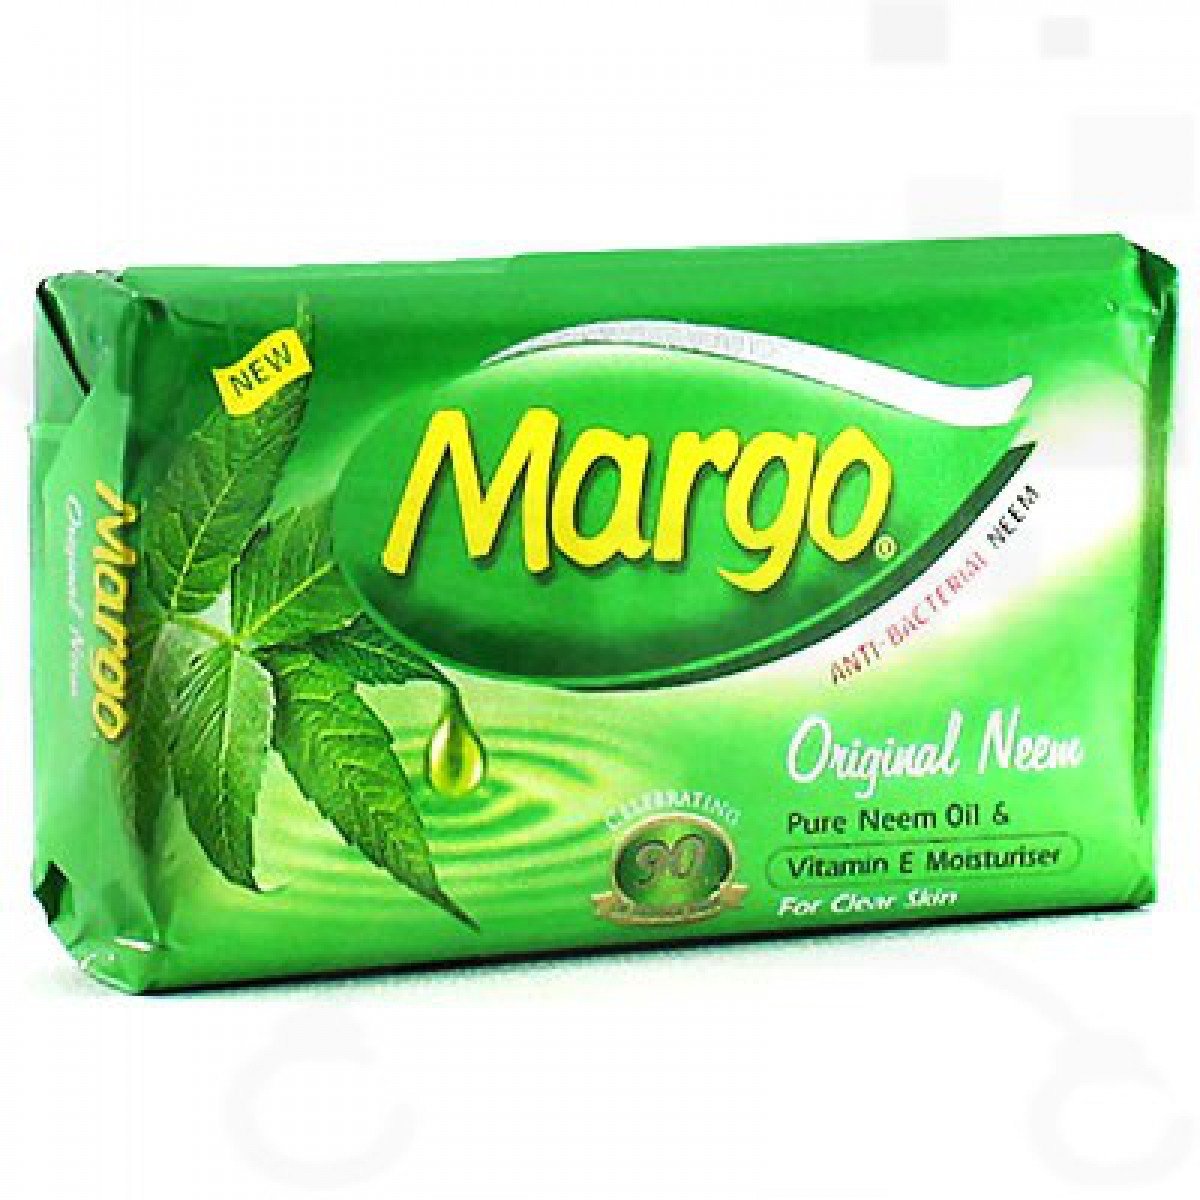 NEW
Margo
ANTI-BACTERIAL NEEM
Original Neem
Pure Neem Oil &
Vitamin E Moisturiser
For Clear Skin
CELEBRATING
90
Margo
Original Neem